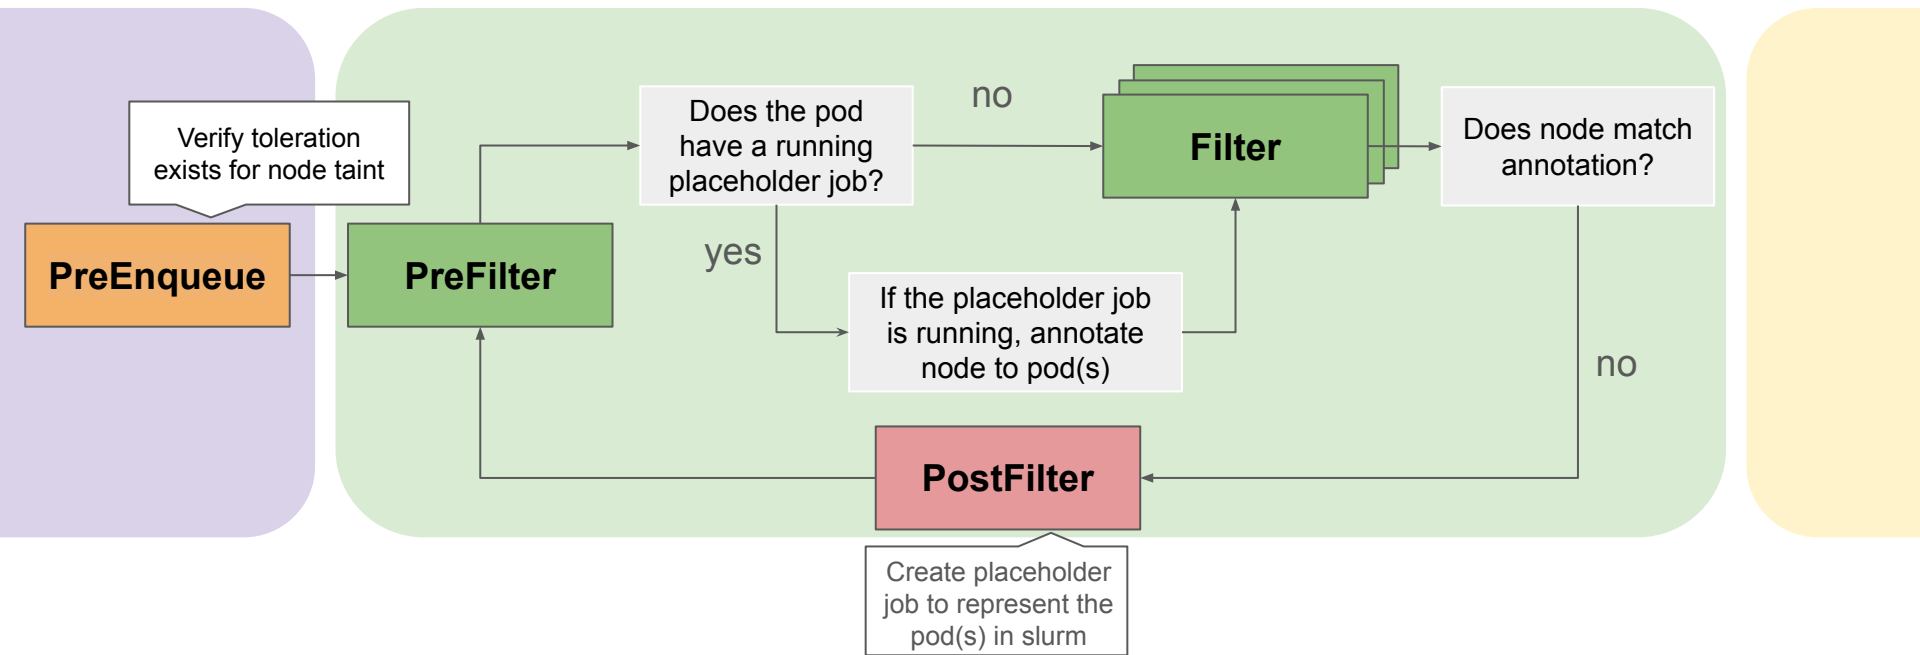 Verify toleration
exists for node taint
PreEnqueue
PreFilter
Does the pod
have a running
placeholder job?
no
yes
If the placeholder job
is running, annotate
node to pod(s)
Filter
Does node match
annotation?
no
PostFilter
Create placeholder
job to represent the
pod(s) in slurm